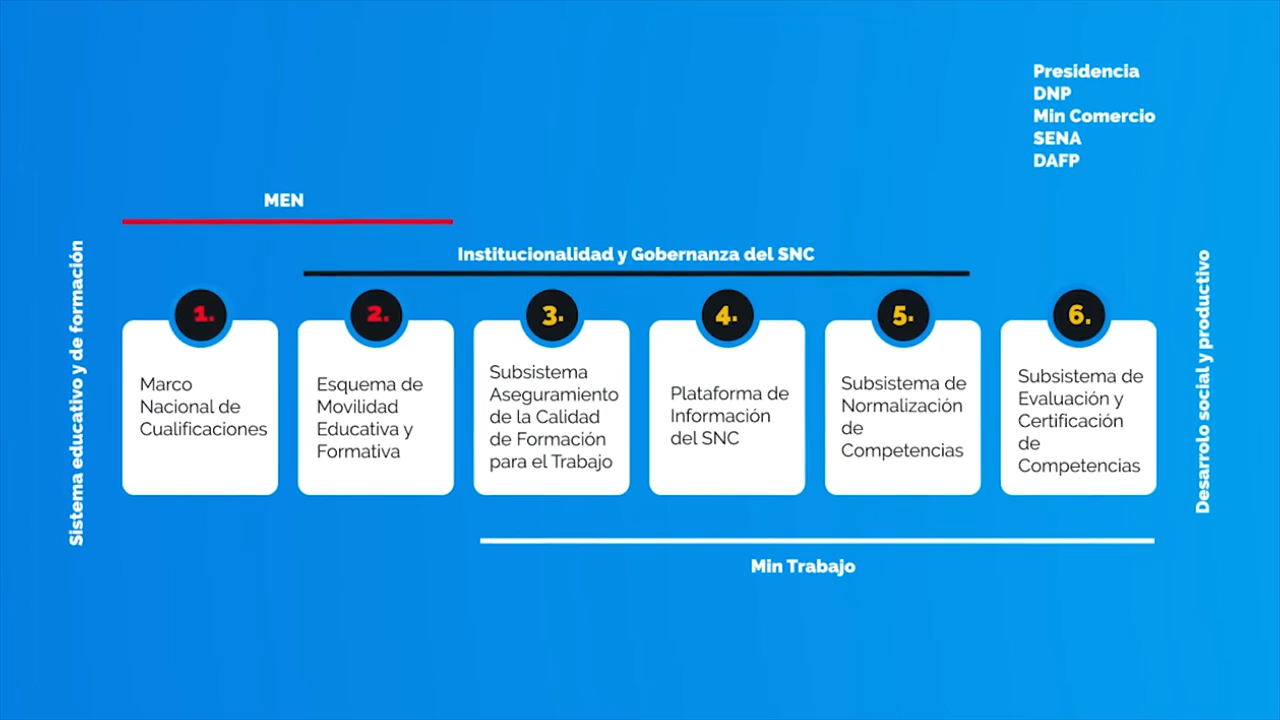 Presidencia
DNP
Min Comercio
SENA
DAFP
MEN
Institucionalidad y Gobernanza del SNC
Sistema educativo y de formación
1.
Marco
Nacional de
Cualificaciones
2.
Esquema de
Movilidad
Educativa y
Formativa
3.
Subsistema
Aseguramiento
de la Calidad
de Formación
para el Trabajo
4.
Plataforma de
Información
del SNC
5.
Subsistema de
Normalización
de
Competencias
6.
Subsistema de
Evaluación y
Certificación
de
Competencias
Desarrolo social y productivo
Min Trabajo